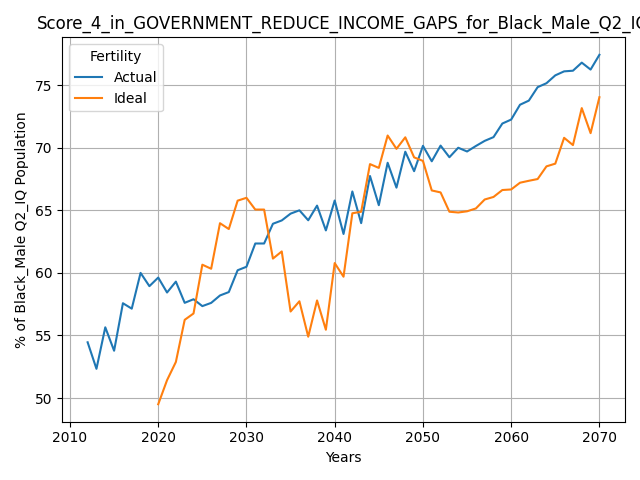 Score_4_in_GOVERNMENT_REDUCE_INCOME_GAPS_for_Black_Male_Q2_IQ
Fertility
Actual
Ideal
% of Black_Male Q2_IQ Population
75
70
65
60
55
50
2010
2020
2030
2040
2050
2060
2070
Years